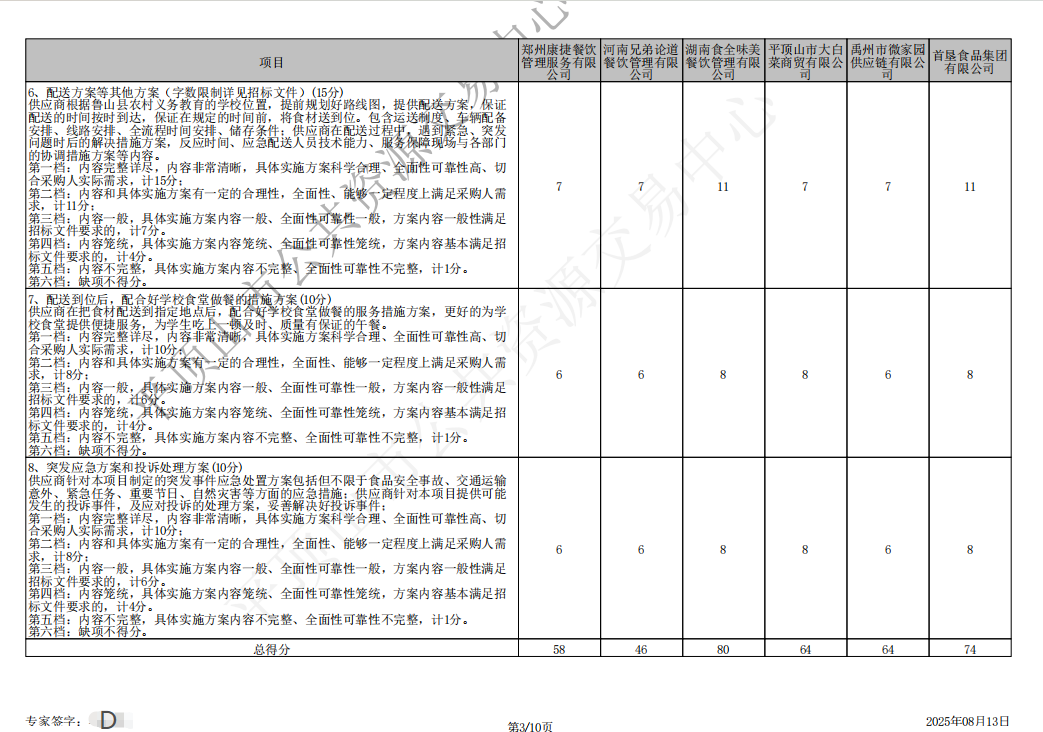 项目
郑州康捷餐饮
管理服务有限
公司
河南兄弟论道
餐饮管理有限
公司
湖南食全味美
餐饮管理有限
公司
平顶山市大白
菜商贸有限公
司
禹州市微家园
供应链有限公
司
首垦食品集团
有限公司
6、配送方案等其他方案（字数限制详见招标文件）(15分)
供应商根据鲁山县农村义务教育的学校位置，提前规划好路线图，提供配送方案，保证
配送的时间按时到达，保证在规定的时间前，将食材送到位。包含运送制度、车辆配备
安排、线路安排、全流程时间安排、储存条件；供应商在配送过程中，遇到紧急、突发
问题时后的解决措施方案，反应时间、应急配送人员技术能力、服务保障现场与各部门
的协调措施方案等内容。
第一档：内容完整详尽，内容非常清晰，具体实施方案科学合理、全面性可靠性高、切
合采购人实际需求，计15分；
第二档：内容和具体实施方案有一定的合理性，全面性、能够一定程度上满足采购人需
求，计11分；
第三档：内容一般，具体实施方案内容一般、全面性可靠性一般，方案内容一般性满足
招标文件要求的，计7分。
第四档：内容笼统，具体实施方案内容笼统、全面性可靠性笼统，方案内容基本满足招
标文件要求的，计4分。
第五档：内容不完整，具体实施方案内容不完整、全面性可靠性不完整，计1分。
第六档：缺项不得分。
7 7 11 7 7 11
7、配送到位后，配合好学校食堂做餐的措施方案(10分)
供应商在把食材配送到指定地点后，配合好学校食堂做餐的服务措施方案，更好的为学
校食堂提供便捷服务，为学生吃上一顿及时、质量有保证的午餐。
第一档：内容完整详尽，内容非常清晰，具体实施方案科学合理、全面性可靠性高、切
合采购人实际需求，计10分；
第二档：内容和具体实施方案有一定的合理性，全面性、能够一定程度上满足采购人需
求，计8分；
第三档：内容一般，具体实施方案内容一般、全面性可靠性一般，方案内容一般性满足
招标文件要求的，计6分。
第四档：内容笼统，具体实施方案内容笼统、全面性可靠性笼统，方案内容基本满足招
标文件要求的，计4分。
第五档：内容不完整，具体实施方案内容不完整、全面性可靠性不完整，计1分。
第六档：缺项不得分。
6 6 8 8 6 8
8、突发应急方案和投诉处理方案(10分)
供应商针对本项目制定的突发事件应急处置方案包括但不限于食品安全事故、交通运输
意外、紧急任务、重要节日、自然灾害等方面的应急措施；供应商针对本项目提供可能
发生的投诉事件，及应对投诉的处理方案，妥善解决好投诉事件；
第一档：内容完整详尽，内容非常清晰，具体实施方案科学合理、全面性可靠性高、切
合采购人实际需求，计10分；
第二档：内容和具体实施方案有一定的合理性，全面性、能够一定程度上满足采购人需
求，计8分；
第三档：内容一般，具体实施方案内容一般、全面性可靠性一般，方案内容一般性满足
招标文件要求的，计6分。
第四档：内容笼统，具体实施方案内容笼统、全面性可靠性笼统，方案内容基本满足招
标文件要求的，计4分。
第五档：内容不完整，具体实施方案内容不完整、全面性可靠性不完整，计1分。
第六档：缺项不得分。
6 6 8 8 6 8
总得分 58 46 80 64 64 74
平顶山市公共资源交易中心
平顶山市公共资源交易中心
专家签字： D
第3/10页
2025年08月13日